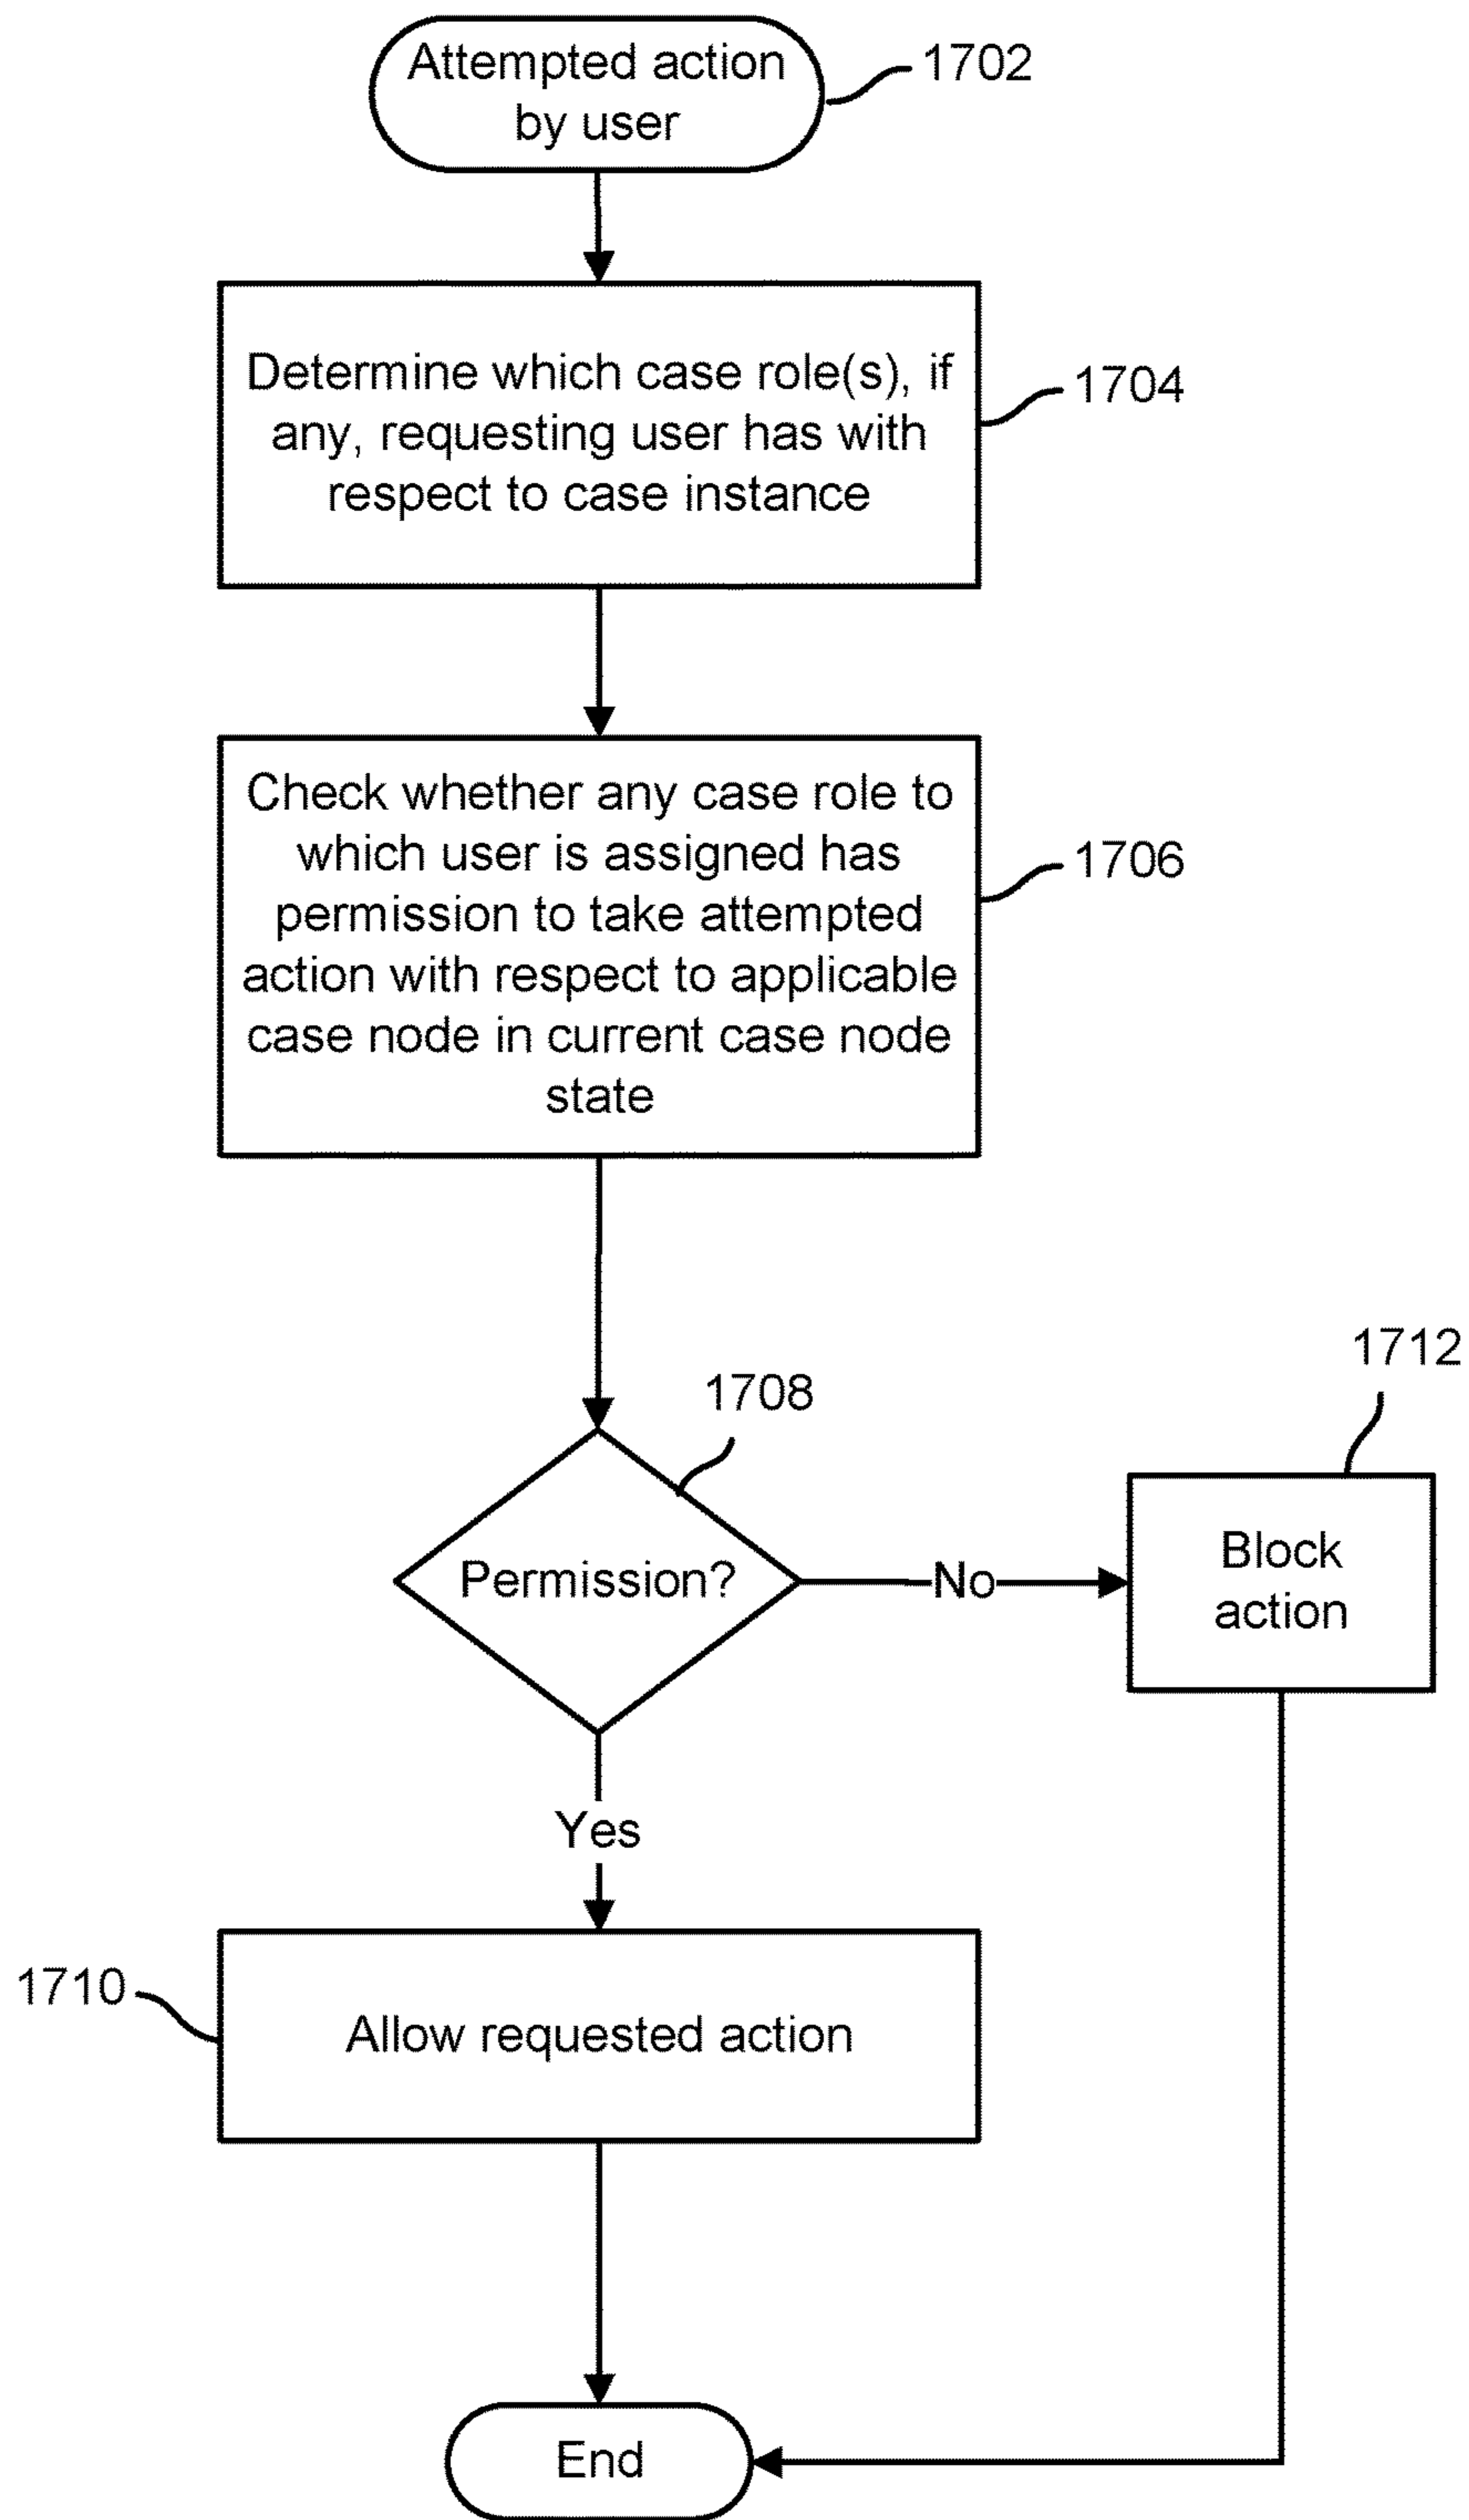 Attempted action
by user
1702
Determine which case role(s), if
any, requesting user has with
respect to case instance
1704
Check whether any case role to
which user is assigned has
permission to take attempted
action with respect to applicable
case node in current case node
state
1706
1708
Permission?
No
1712
Block
action
Yes
1710
Allow requested action
End